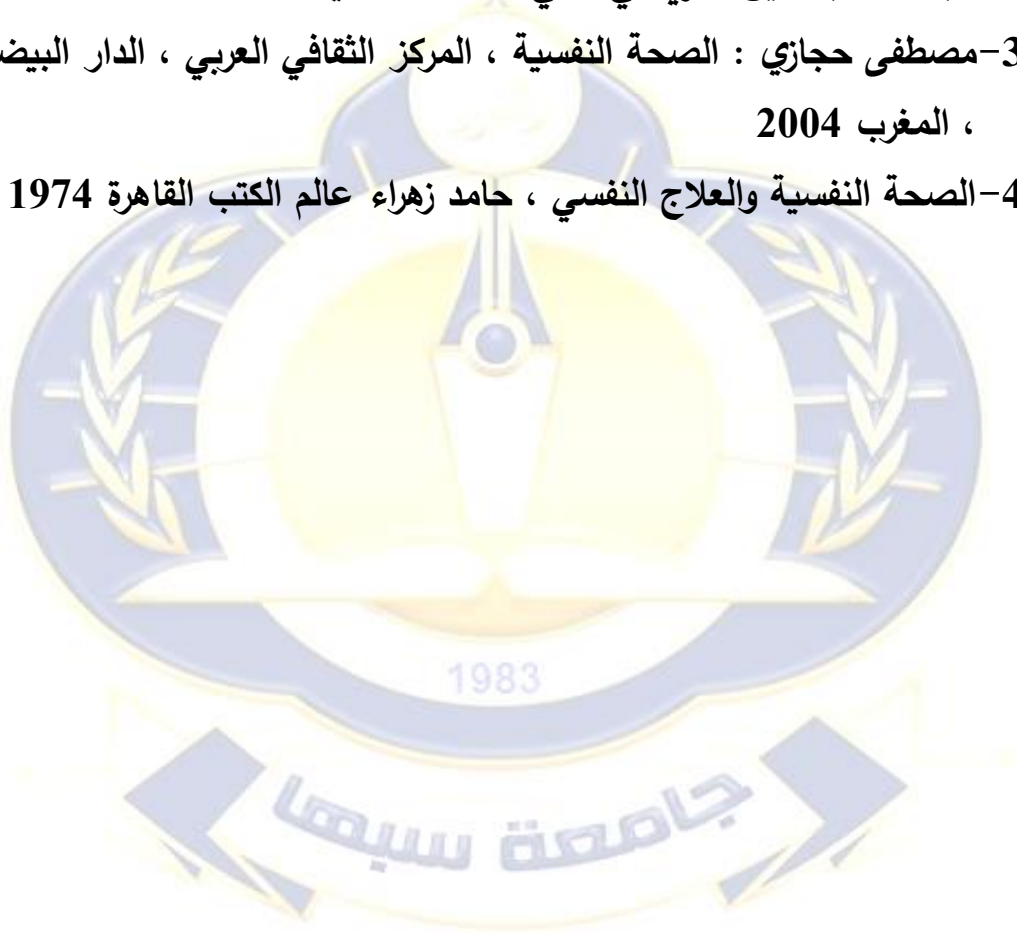 3-مصطفى حجازي : الصحة النفسية ، المركز الثقافي العربي ، الدار البيضـ
، المغرب 2004
4-الصحة النفسية والعلاج النفسي ، حامد زهراء عالم الكتب القاهرة 1974
1983
جامعة سبها